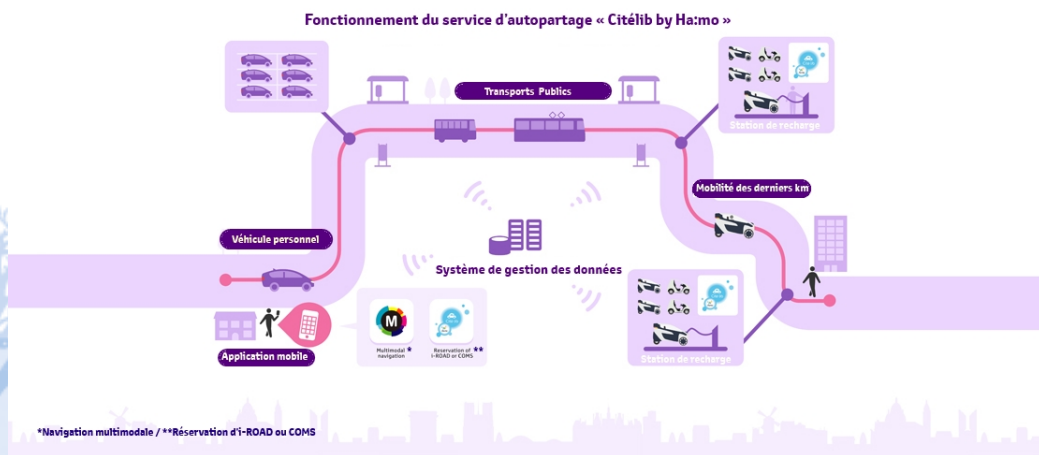 Fonctionnement du service d'autopartage « Citélib by Ha:mo »
Transports Publics
Station de recharge
Mobilité des derniers km
Véhicule personnel
Système de gestion des données
M
Multimodal *
navigation
Reservation of **
i-ROAD or COMS
Application mobile
Station de recharge
*Navigation multimodale / **Réservation d'i-ROAD ou COMS